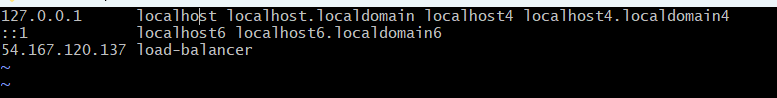 127.0.0.1 localhost localhost.localdomain localhost4 localhost4.localdomain4
::1 localhost6 localhost6.localdomain6
54.167.120.137 load-balancer
~
~